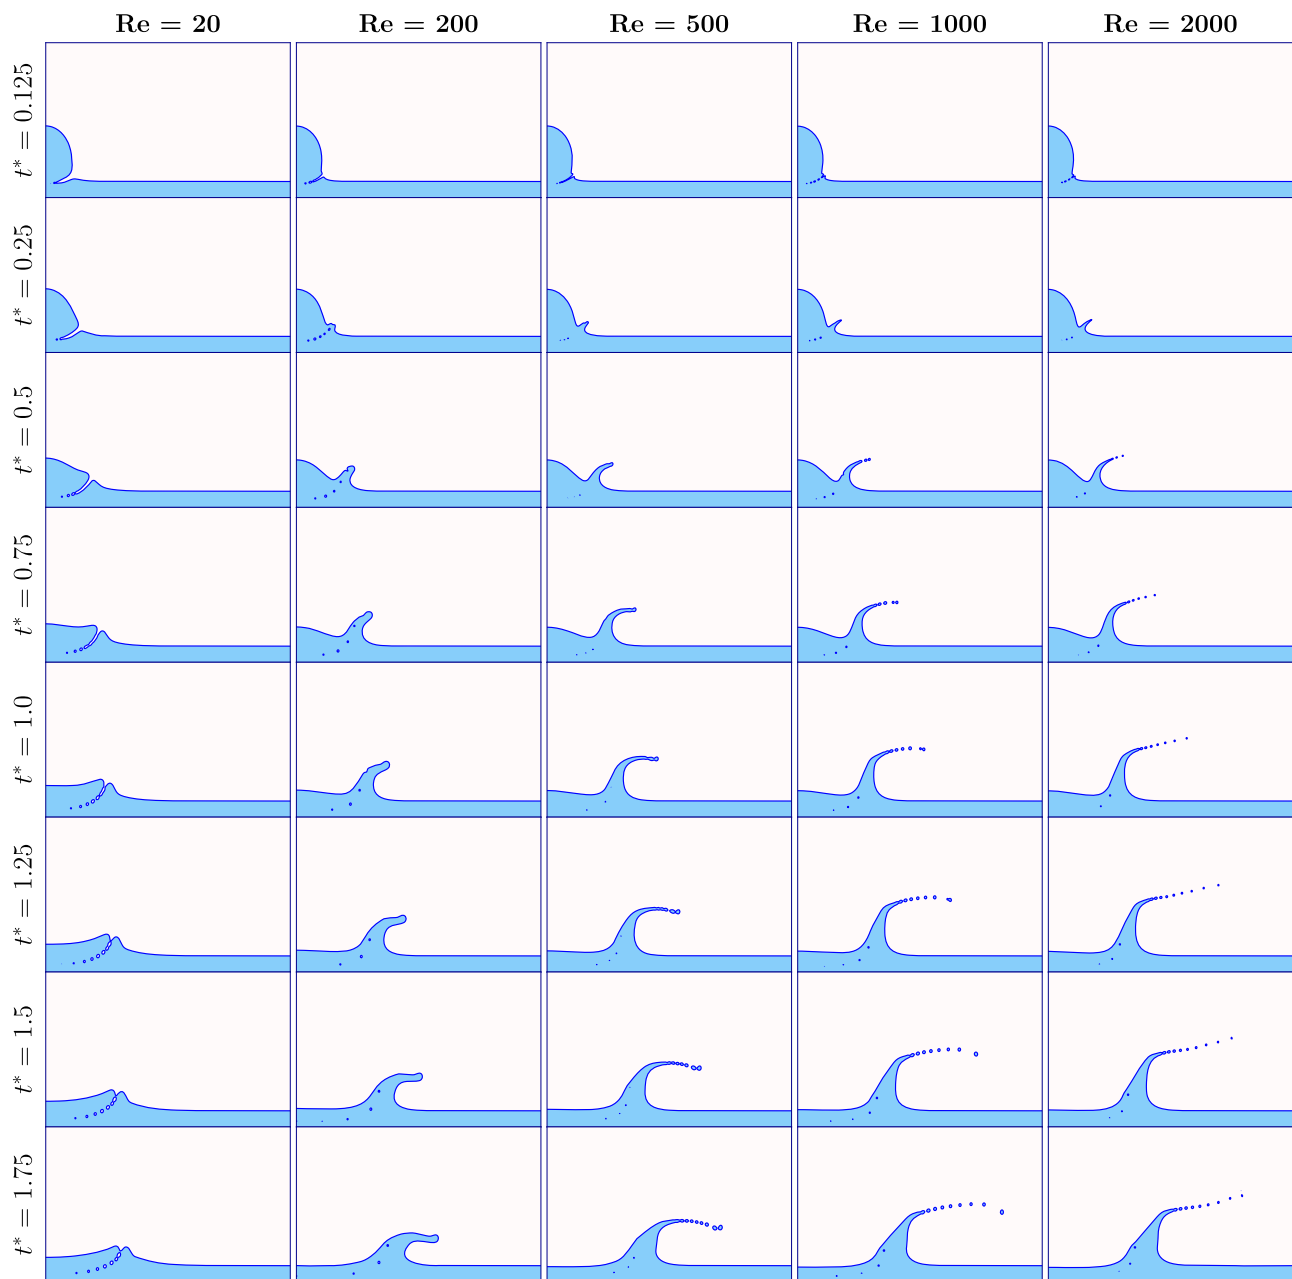 Re = 20 Re = 200 Re = 500 Re = 1000 Re = 2000
t* = 0.125
t* = 0.25
t* = 0.5
t* = 0.75
t* = 1.0
t* = 1.25
t* = 1.5
t* = 1.75